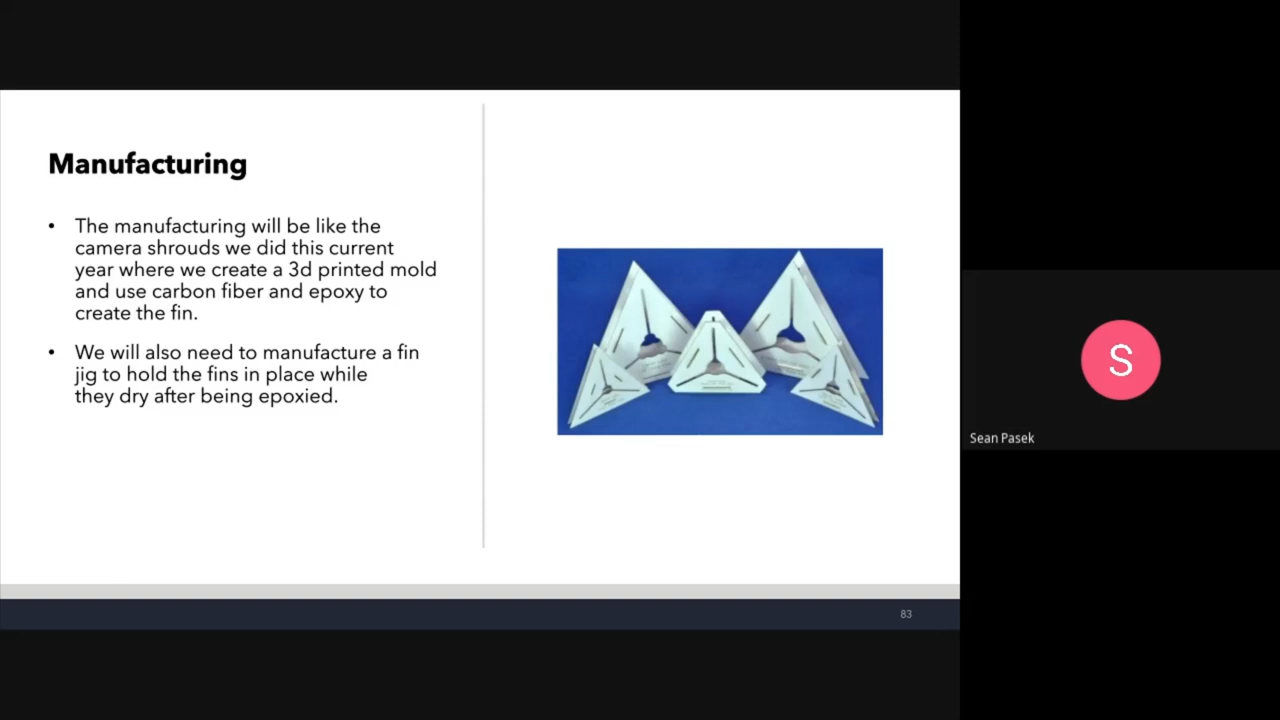 Manufacturing
• The manufacturing will be like the
camera shrouds we did this current
year where we create a 3d printed mold
and use carbon fiber and epoxy to
create the fin.
• We will also need to manufacture a fin
jig to hold the fins in place while
they dry after being epoxied.
83
S
Sean Pasek